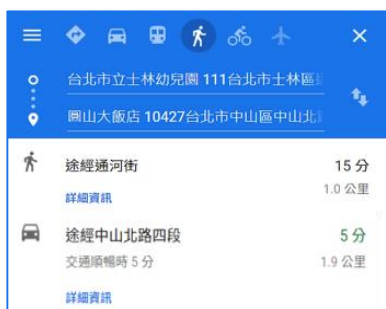 台北市立士林幼兒園 111台北市士林區
圓山大飯店 10427台北市中山區中山北
途經通河街 15 分
詳細資訊 1.0 公里
途經中山北路四段 5 分
交通順暢時 5 分 1.9 公里
詳細資訊